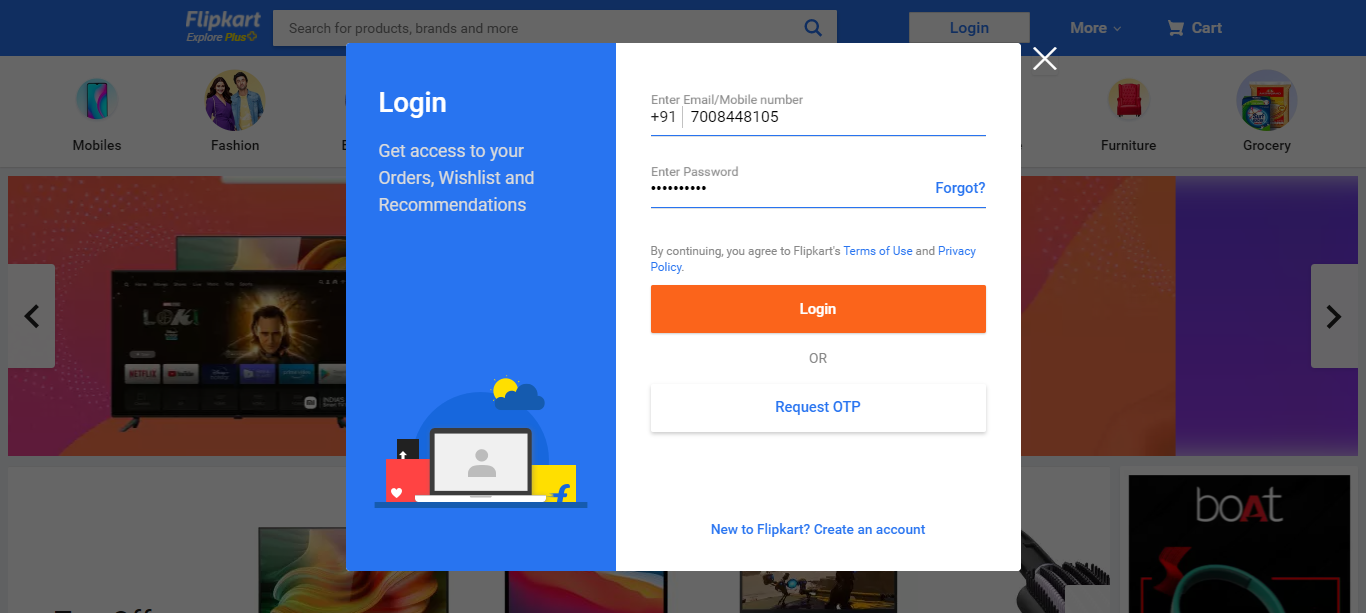 Flipkart
Explore Plus
Search for products, brands and more
Login
More
Cart
Mobiles
Fashion
Furniture
Grocery
Login
Get access to your
Orders, Wishlist and
Recommendations
Enter Email/Mobile number
+91 7008448105
Enter Password
••••••••••
Forgot?
By continuing, you agree to Flipkart's Terms of Use and Privacy
Policy.
Login
OR
Request OTP
New to Flipkart? Create an account
LOKI
NETFLIX
YouTube
boAt